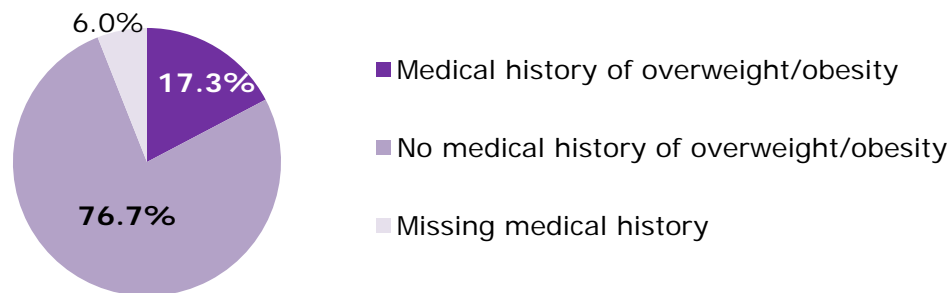 6.0%
17.3%
Medical history of overweight/obesity
No medical history of overweight/obesity
76.7%
Missing medical history